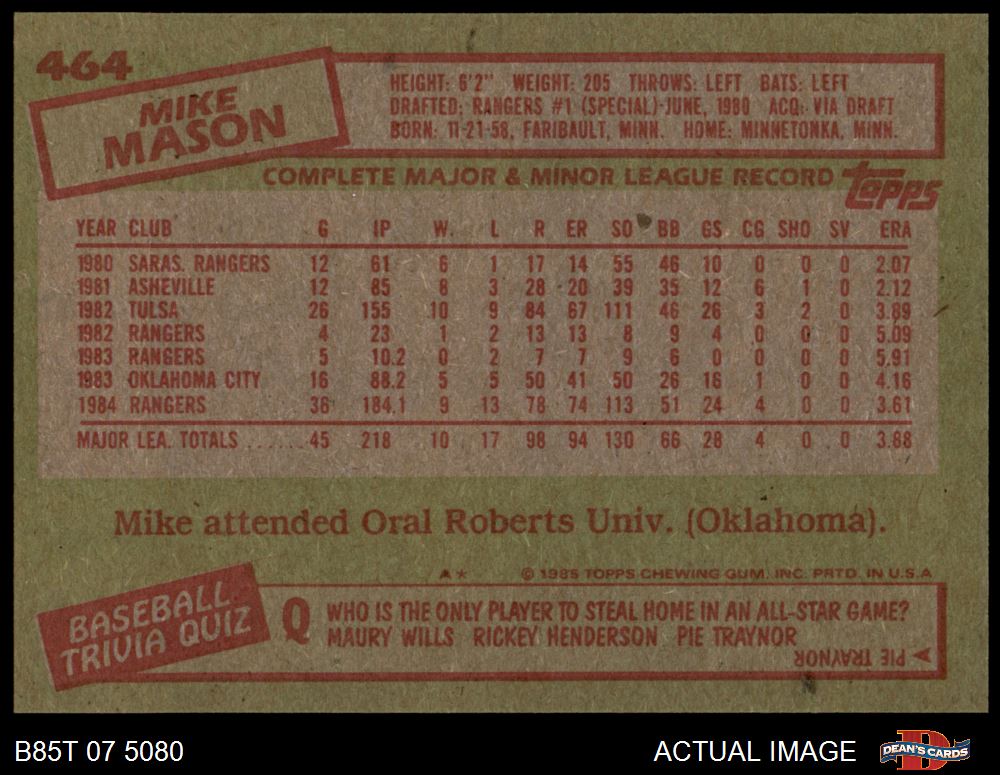 464
MIKE
MASON
HEIGHT: 6'2" WEIGHT: 205 THROWS: LEFT BATS: LEFT
DRAFTED: RANGERS #1 (SPECIAL)-JUNE, 1980 ACQ: VIA DRAFT
BORN: 11-21-58, FARIBAULT, MINN. HOME: MINNETONKA, MINN.
COMPLETE MAJOR & MINOR LEAGUE RECORD topps
YEAR CLUB G IP W. L R ER SO BB GS CG SHO SV ERA
1980 SARAS. RANGERS 12 61 6 1 17 14 55 46 10 0 0 0 2.07
1981 ASHEVILLE 12 85 8 3 28 20 39 35 12 6 1 0 2.12
1982 TULSA 26 155 10 9 84 67 111 46 26 3 2 0 3.89
1982 RANGERS 4 23 1 2 13 13 8 9 4 0 0 0 5.09
1983 RANGERS 5 10.2 0 2 7 7 9 6 0 0 0 0 5.91
1983 OKLAHOMA CITY 16 88.2 5 5 50 41 50 26 16 1 0 0 4.16
1984 RANGERS 36 184.1 9 13 78 74 113 51 24 4 0 0 3.61
MAJOR LEA. TOTALS ...... 45 218 10 17 98 94 130 66 28 4 0 0 3.88
Mike attended Oral Roberts Univ. (Oklahoma).
A* © 1985 TOPPS CHEWING GUM, INC. PRTD. IN U.S.A
BASEBALL
TRIVIA QUIZ
Q WHO IS THE ONLY PLAYER TO STEAL HOME IN AN ALL-STAR GAME?
MAURY WILLS RICKEY HENDERSON PIE TRAYNOR
PIE TRAYNOR
B85T 07 5080 ACTUAL IMAGE D DEAN'S CARDS